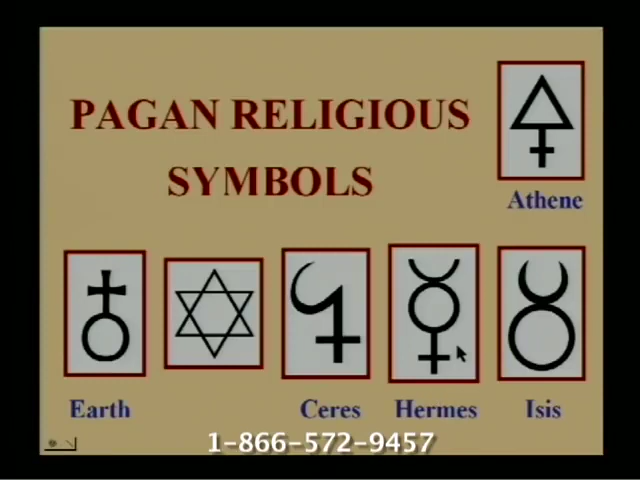 PAGAN RELIGIOUS
SYMBOLS
Athene
Earth
Ceres
Hermes
Isis
1-866-572-9457